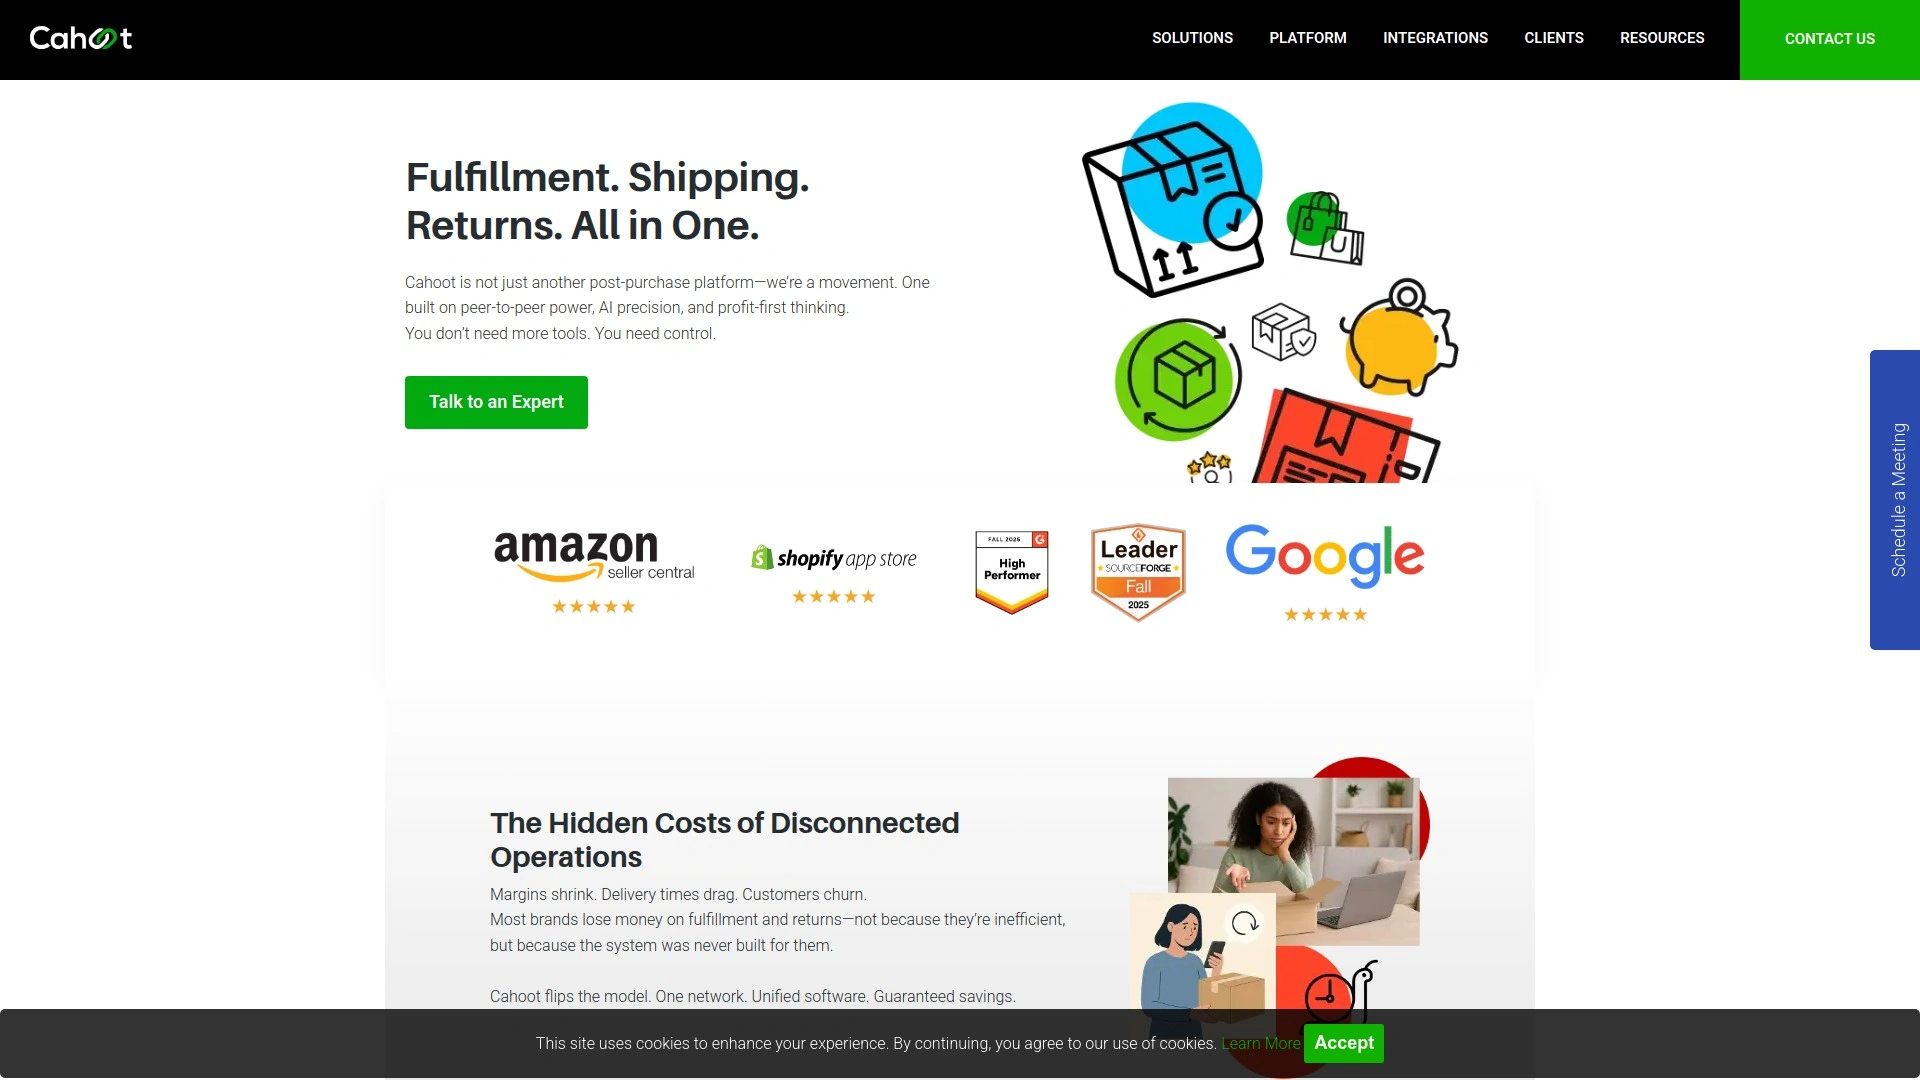 Cahoot
SOLUTIONS
PLATFORM
INTEGRATIONS
CLIENTS
RESOURCES
CONTACT US
Fulfillment. Shipping.
Returns. All in One.
Cahoot is not just another post-purchase platform—we’re a movement. One
built on peer-to-peer power, AI precision, and profit-first thinking.
You don’t need more tools. You need control.
Talk to an Expert
Schedule a Meeting
amazon
seller central
shopify app store
FALL 2025
High
Performer
Leader
SOURCEFORGE
Fall
2025
Google
The Hidden Costs of Disconnected
Operations
Margins shrink. Delivery times drag. Customers churn.
Most brands lose money on fulfillment and returns—not because they’re inefficient,
but because the system was never built for them.
Cahoot flips the model. One network. Unified software. Guaranteed savings.
This site uses cookies to enhance your experience. By continuing, you agree to our use of cookies. Learn More
Accept